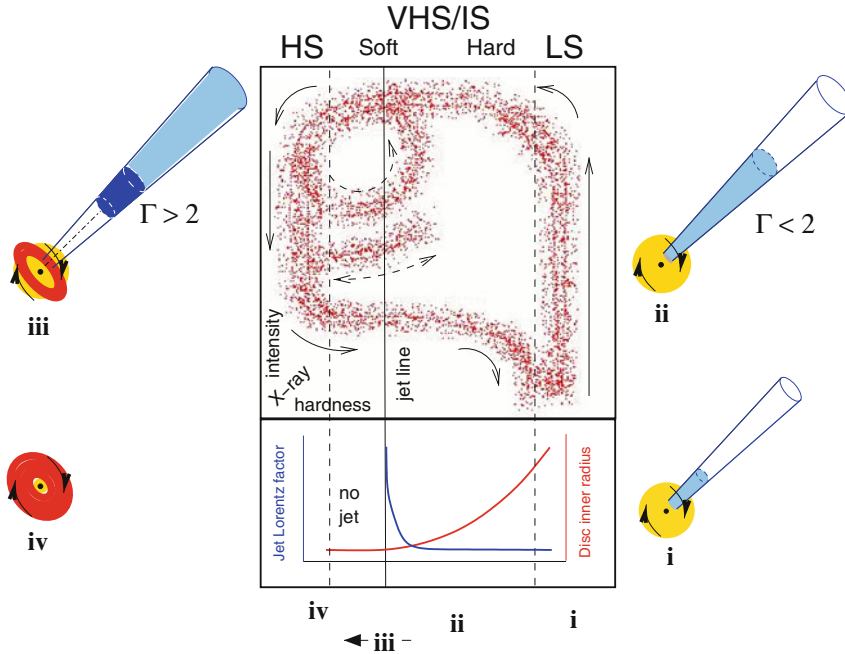 VHS/IS
HS Soft Hard LS
Γ > 2
iii
Γ < 2
ii
intensity
X-ray
hardness
jet line
iv
i
Jet Lorentz factor
no
jet
Disc inner radius
iv
iii
ii
i